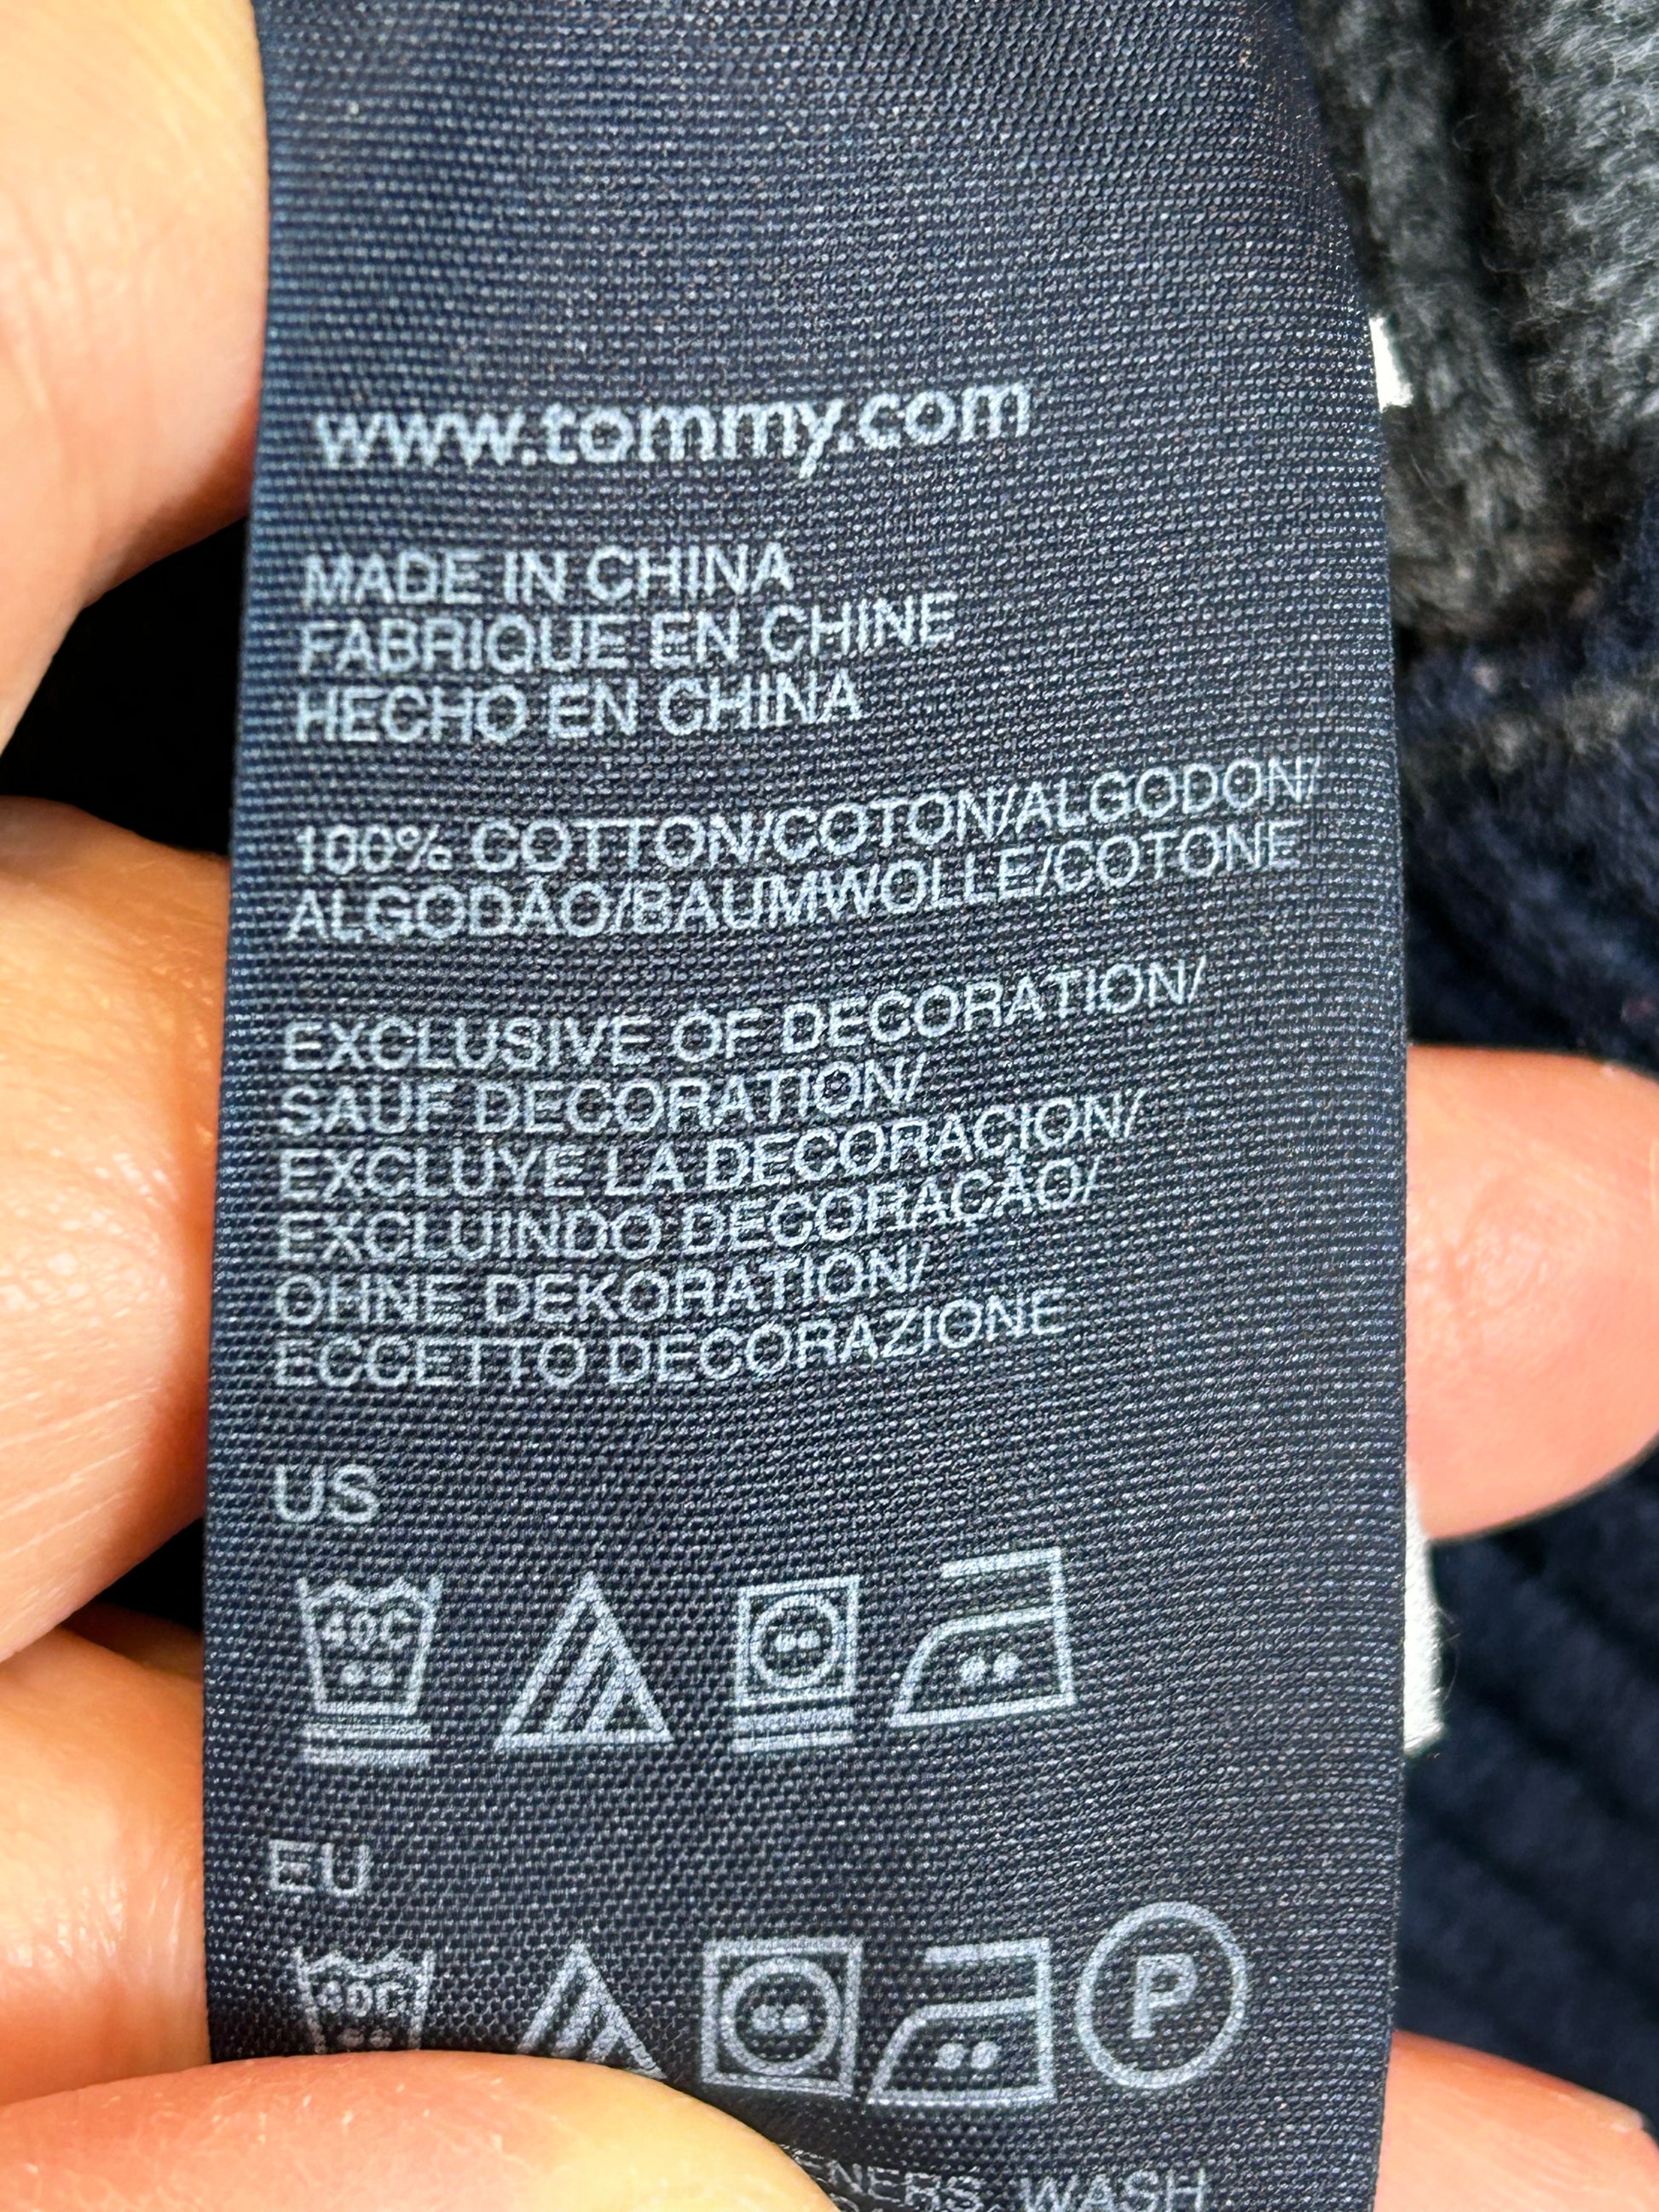 www.tommy.com
MADE IN CHINA
FABRIQUE EN CHINE
HECHO EN CHINA
100% COTTON/COTON/ALGODON/
ALGODÃO/BAUMWOLLE/COTONE
EXCLUSIVE OF DECORATION/
SAUF DECORATION/
EXCLUYE LA DECORACION/
EXCLUINDO DECORAÇÃO/
OHNE DEKORATION/
ECCETTO DECORAZIONE
US
40C
EU
40C
P
WASH